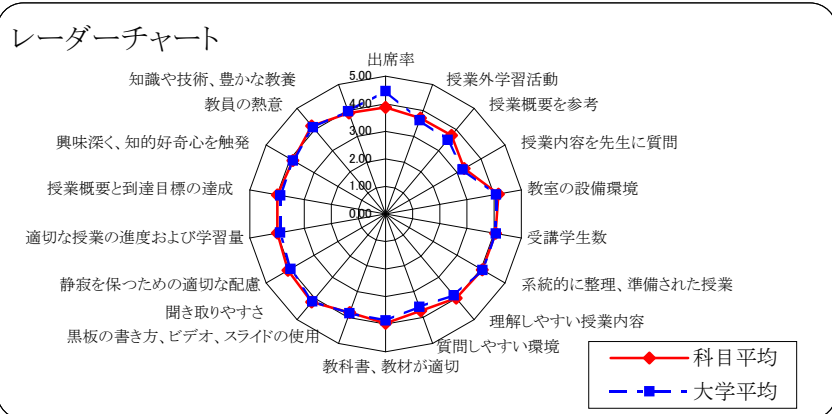 レーダーチャート
出席率
授業外学習活動
授業概要を参考
授業内容を先生に質問
教室の設備環境
受講学生数
系統的に整理、準備された授業
理解しやすい授業内容
質問しやすい環境
教科書、教材が適切
黒板の書き方、ビデオ、スライドの使用
聞き取りやすさ
静寂を保つための適切な配慮
適切な授業の進度および学習量
授業概要と到達目標の達成
興味深く、知的好奇心を触発
教員の熱意
知識や技術、豊かな教養
5.00
4.00
3.00
2.00
1.00
0.00
科目平均
大学平均